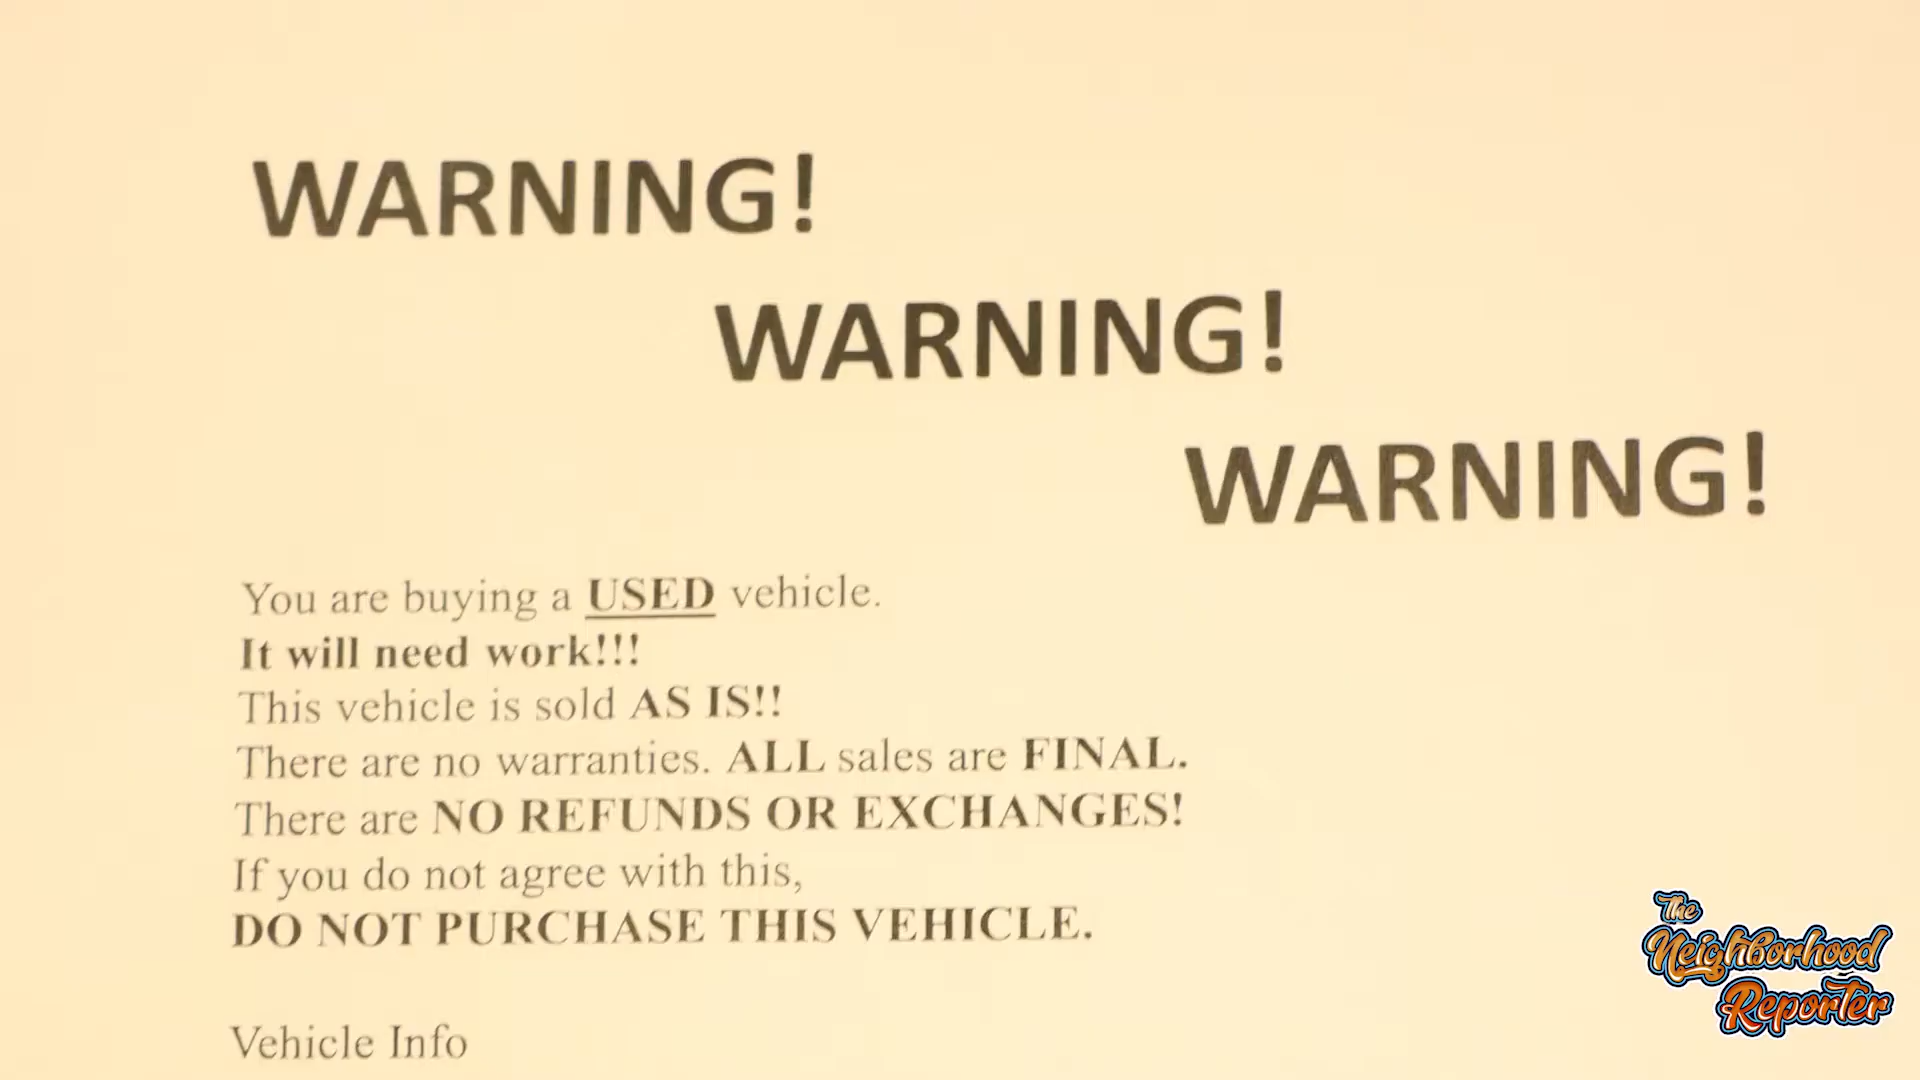 WARNING!
WARNING!
WARNING!
You are buying a USED vehicle.
It will need work!!!
This vehicle is sold AS IS!!
There are no warranties. ALL sales are FINAL.
There are NO REFUNDS OR EXCHANGES!
If you do not agree with this,
DO NOT PURCHASE THIS VEHICLE.
Vehicle Info
The
Neighborhood
Reporter